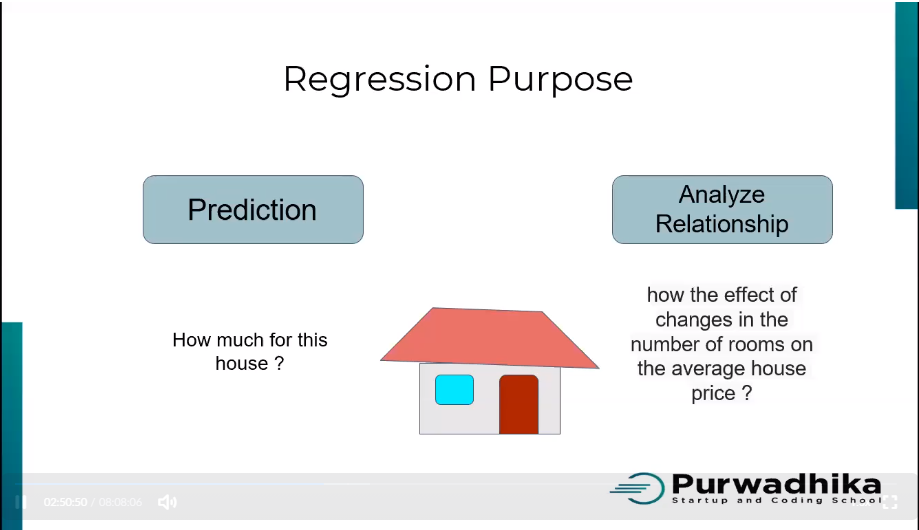 Regression Purpose
Prediction
Analyze
Relationship
How much for this
house ?
how the effect of
changes in the
number of rooms on
the average house
price ?
02:50:50 / 08:08:06
Purwadhika
Startup and Coding School